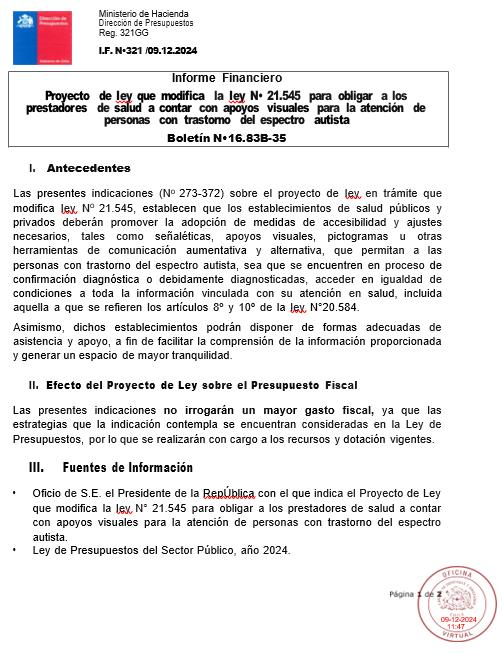 Dirección de
Presupuestos
Gobierno de Chile
Ministerio de Hacienda
Dirección de Presupuestos
Reg. 321GG
I.F. N•321 /09.12.2024
Informe Financiero
Proyecto de ley que modifica la ley N• 21.545 para obligar a los
prestadores de salud a contar con apoyos visuales para la atención de
personas con trastorno del espectro autista
Boletín N•16.83B-35
I. Antecedentes
Las presentes indicaciones (Nº 273-372) sobre el proyecto de ley en trámite que
modifica ley Nº 21.545, establecen que los establecimientos de salud públicos y
privados deberán promover la adopción de medidas de accesibilidad y ajustes
necesarios, tales como señaléticas, apoyos visuales, pictogramas u otras
herramientas de comunicación aumentativa y alternativa, que permitan a las
personas con trastorno del espectro autista, sea que se encuentren en proceso de
confirmación diagnóstica o debidamente diagnosticadas, acceder en igualdad de
condiciones a toda la información vinculada con su atención en salud, incluida
aquella a que se refieren los artículos 8º y 10º de la ley N°20.584.
Asimismo, dichos establecimientos podrán disponer de formas adecuadas de
asistencia y apoyo, a fin de facilitar la comprensión de la información proporcionada
y generar un espacio de mayor tranquilidad.
II. Efecto del Proyecto de Ley sobre el Presupuesto Fiscal
Las presentes indicaciones no irrogarán un mayor gasto fiscal, ya que las
estrategias que la indicación contempla se encuentran consideradas en la Ley de
Presupuestos, por lo que se realizarán con cargo a los recursos y dotación vigentes.
III. Fuentes de Información
• Oficio de S.E. el Presidente de la RepÚblica con el que indica el Proyecto de Ley
que modifica la ley N° 21.545 para obligar a los prestadores de salud a contar
con apoyos visuales para la atención de personas con trastorno del espectro
autista.
• Ley de Presupuestos del Sector Público, año 2024.
Página 1 de 2
OFICINA
09-12-2024
11:47
VIRTUAL